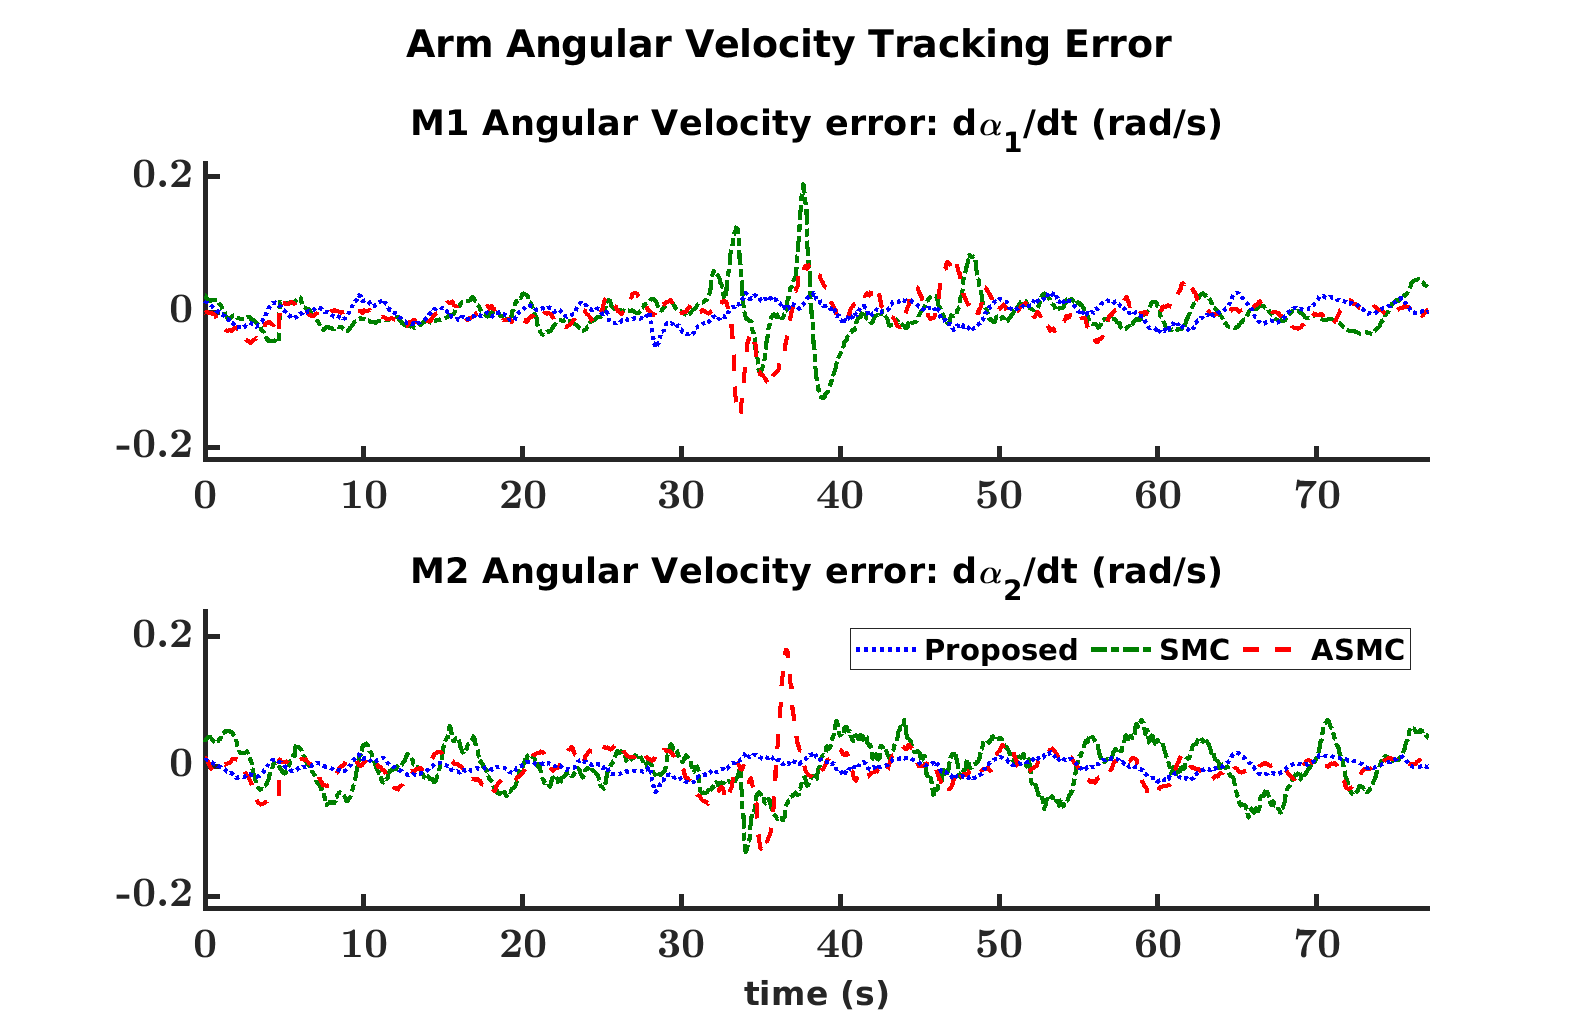 Arm Angular Velocity Tracking Error
M1 Angular Velocity error: dα₁/dt (rad/s)
0.2
0
-0.2
0 10 20 30 40 50 60 70
M2 Angular Velocity error: dα₂/dt (rad/s)
0.2
Proposed SMC ASMC
0
-0.2
0 10 20 30 40 50 60 70
time (s)